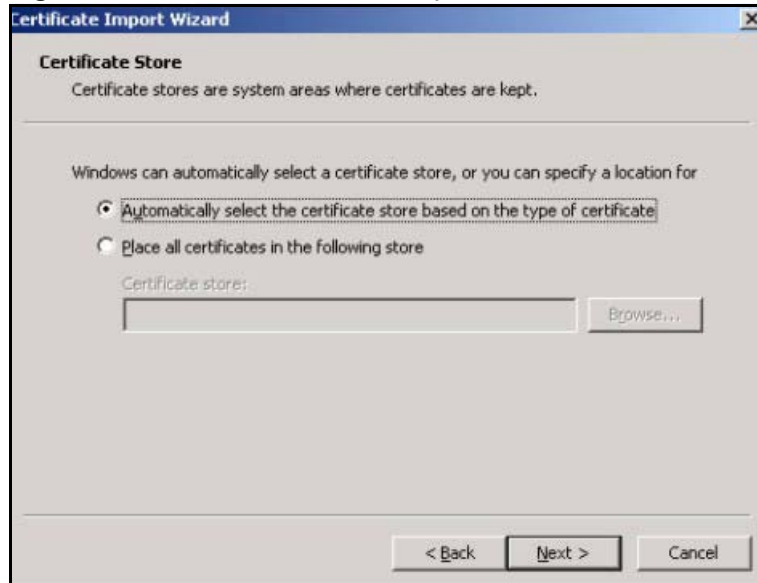 Certificate Import Wizard
Certificate Store
Certificate stores are system areas where certificates are kept.
Windows can automatically select a certificate store, or you can specify a location for
Automatically select the certificate store based on the type of certificate
Place all certificates in the following store
Certificate store:
Browse...
< Back Next > Cancel